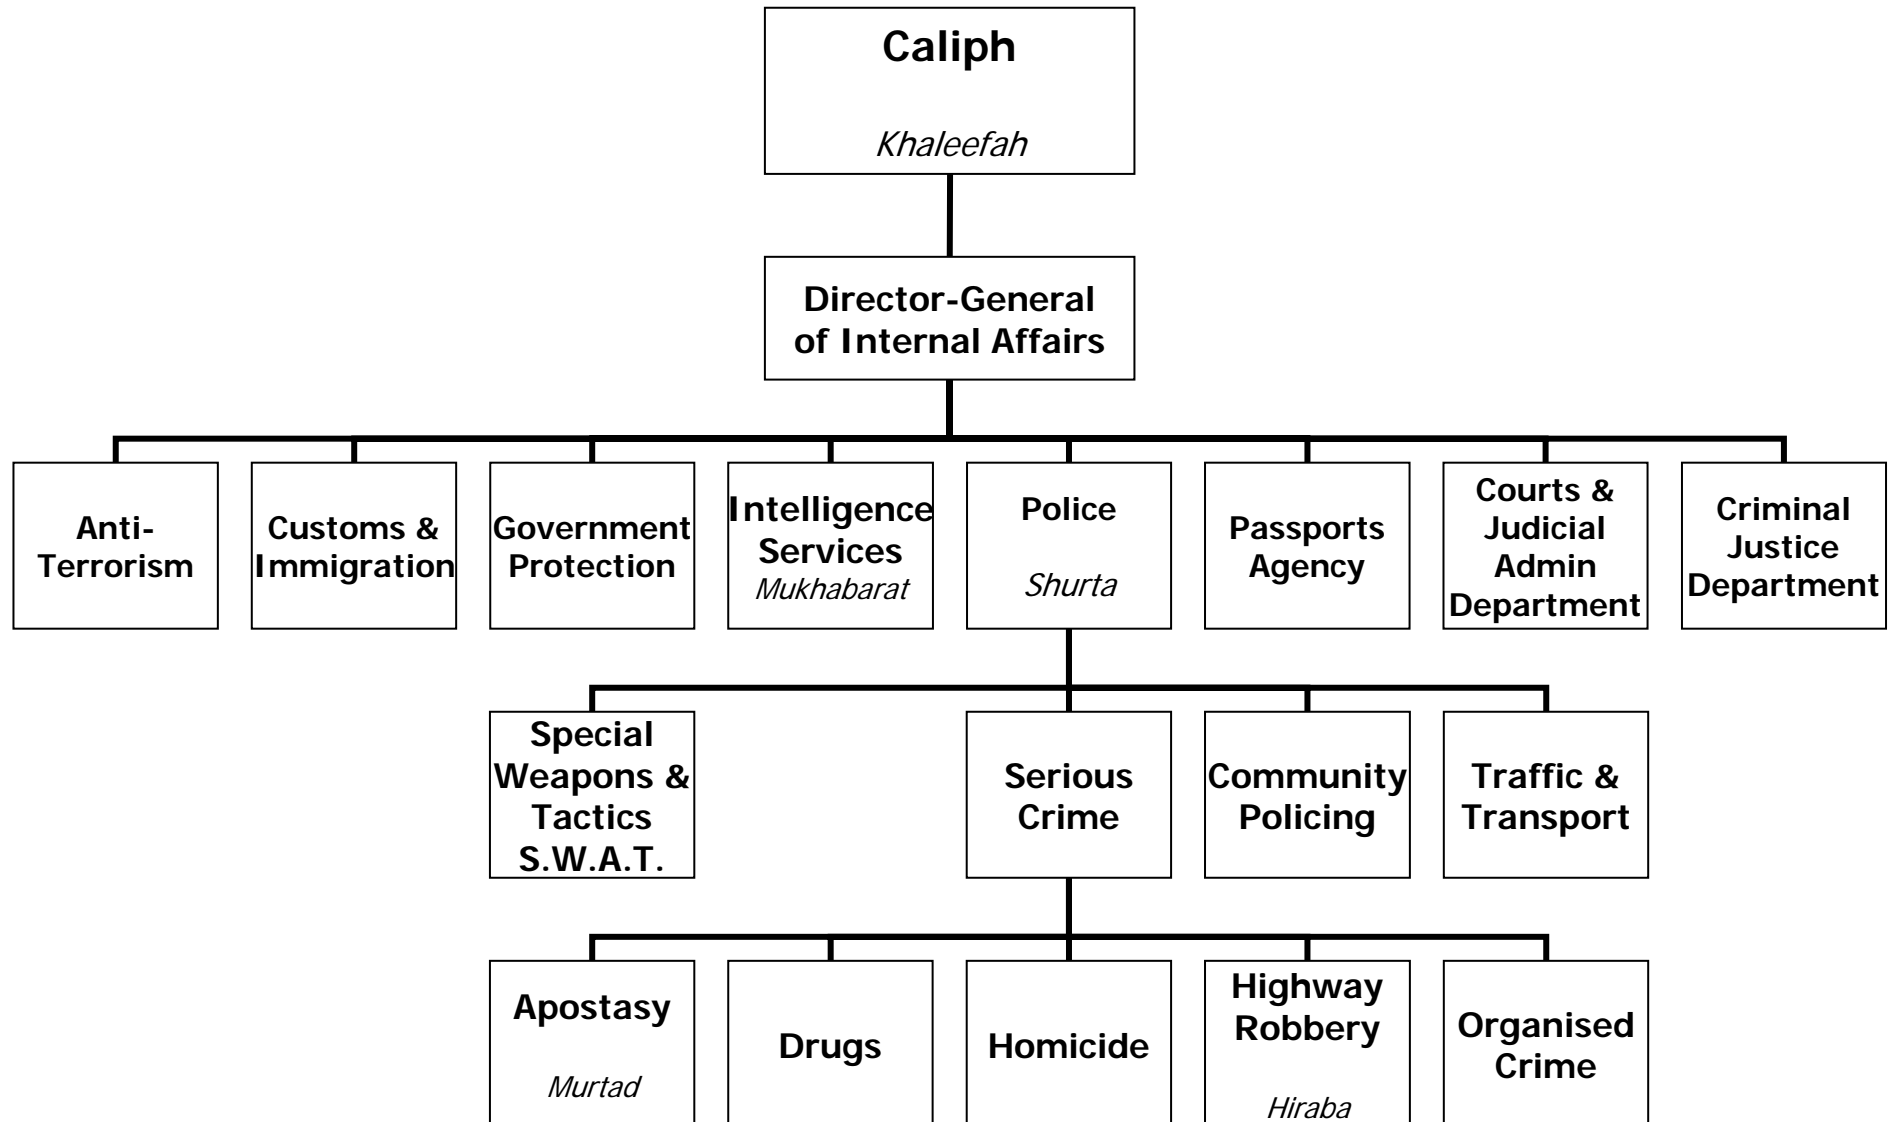 Caliph
Khaleefah
Director-General
of Internal Affairs
Anti-
Terrorism
Customs &
Immigration
Government
Protection
Intelligence
Services
Mukhabarat
Police
Shurta
Passports
Agency
Courts &
Judicial
Admin
Department
Criminal
Justice
Department
Special
Weapons &
Tactics
S.W.A.T.
Serious
Crime
Community
Policing
Traffic &
Transport
Apostasy
Murtad
Drugs
Homicide
Highway
Robbery
Hiraba
Organised
Crime